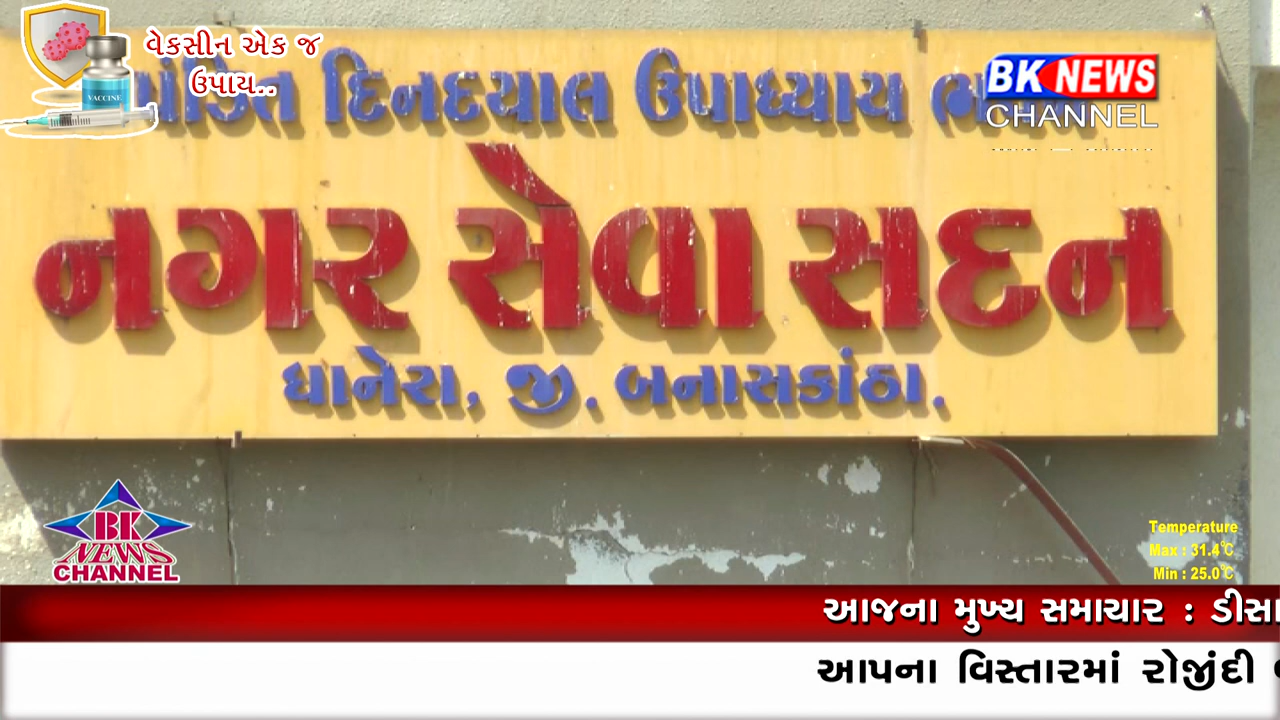 વેકસીન એક જ
ઉપાય..
VACCINE
પંડિત દિનદયાલ ઉપાધ્યાય
BK NEWS
CHANNEL
નગર સેવા સદન
ધાનેરા. જી. બનાસકાંઠા.
BK
NEWS
CHANNEL
Temperature
Max : 31.4℃
Min : 25.0℃
આજના મુખ્ય સમાચાર : ડીસા
આપના વિસ્તારમાં રોજીંદી